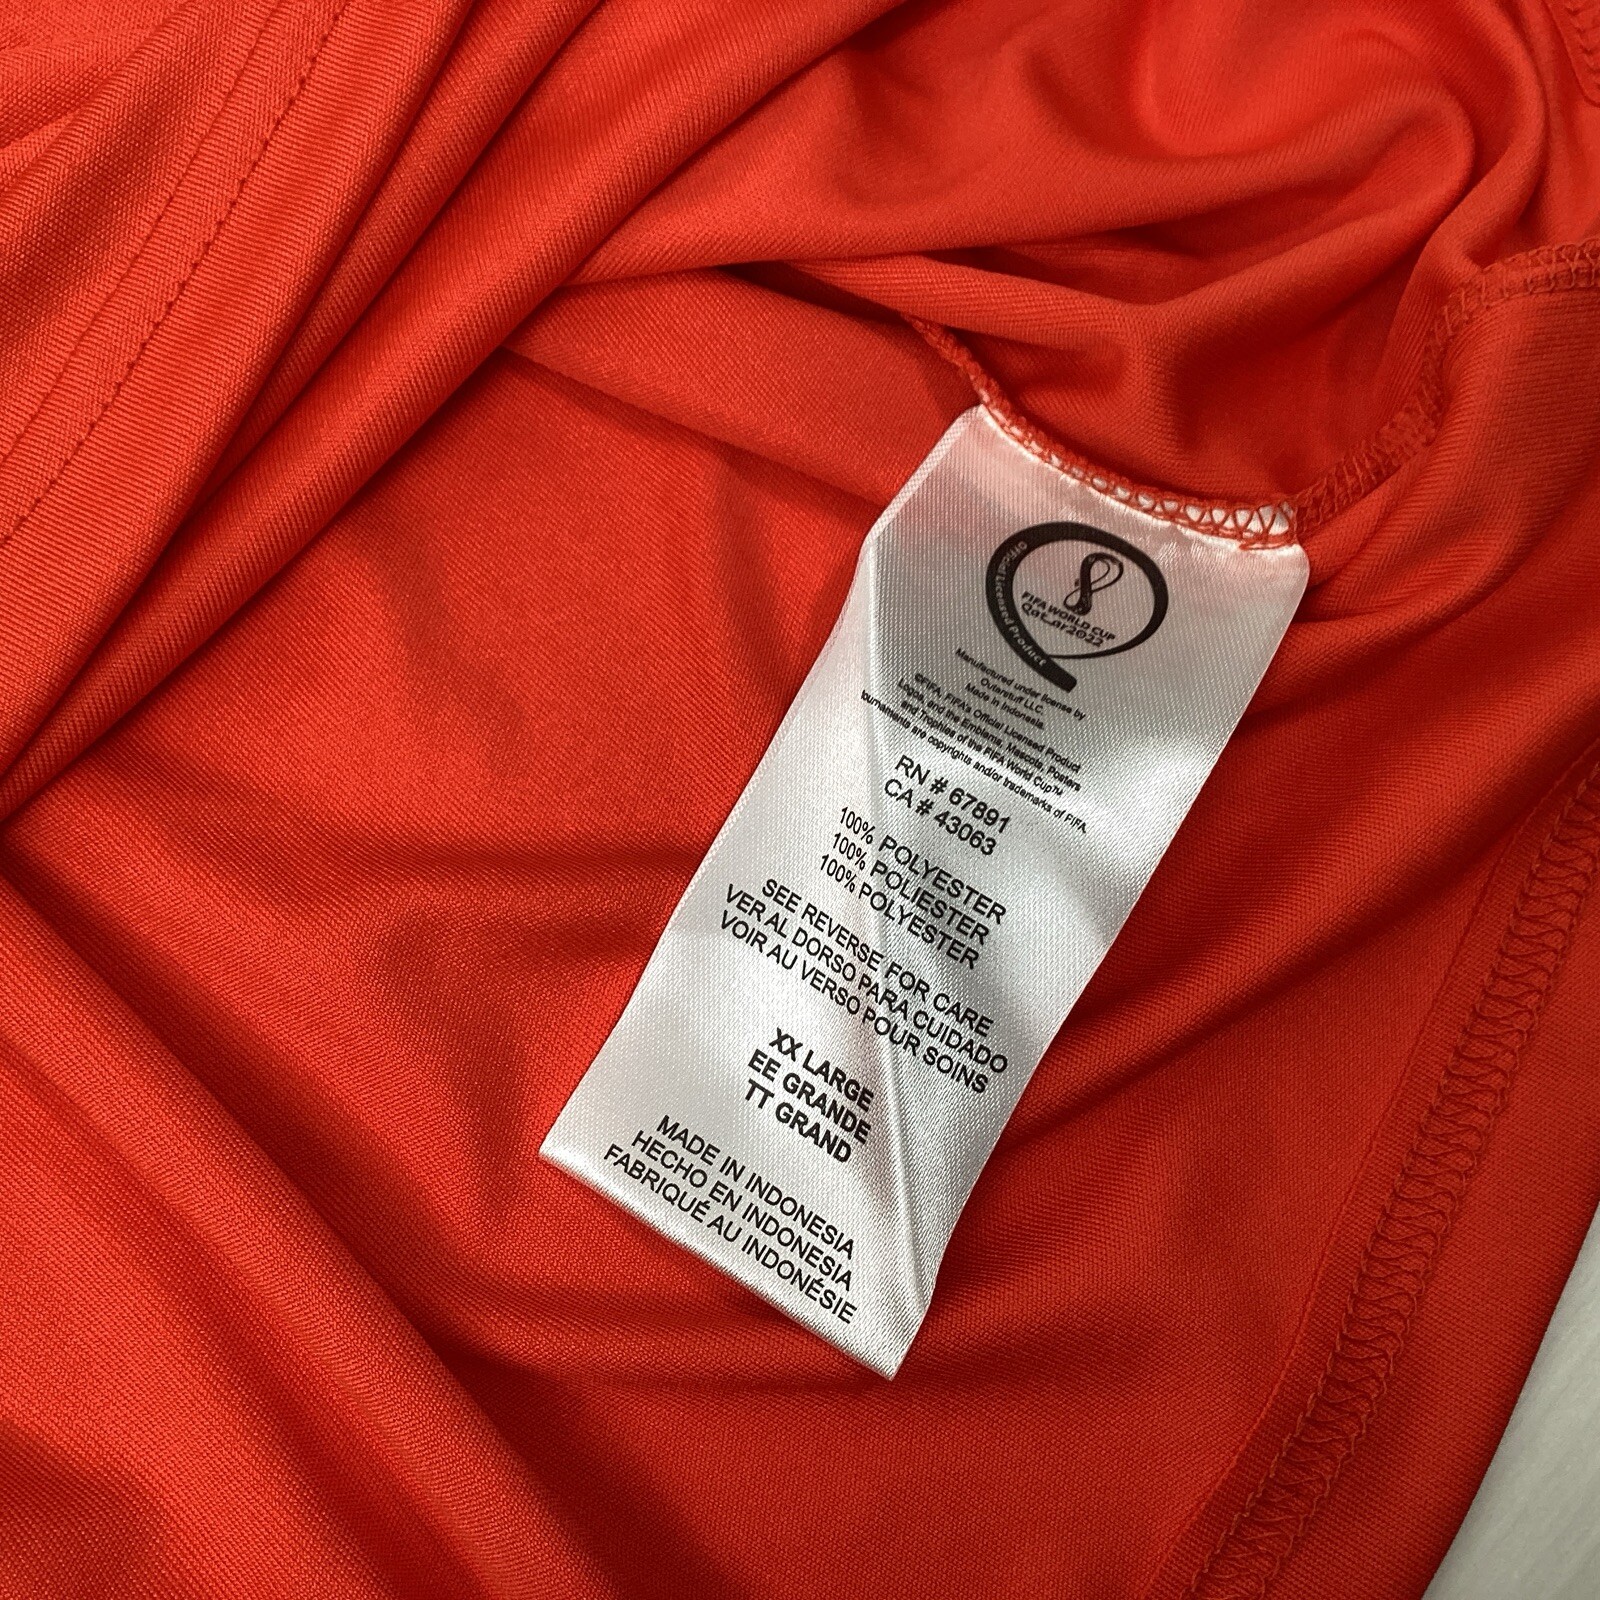 Official Licensed Product
FIFA WORLD CUP
Qatar2022
Manufactured under license by
Outerstuff LLC.
Made in Indonesia.
©FIFA, FIFA's Official Licensed Product
Logos, and the Emblems, Mascots, Posters
and Trophies of the FIFA World Cup™
tournaments are copyrights and/or trademarks of FIFA.
RN # 67891
CA # 43063
100% POLYESTER
100% POLIESTER
100% POLYESTER
SEE REVERSE FOR CARE
VER AL DORSO PARA CUIDADO
VOIR AU VERSO POUR SOINS
XX LARGE
EE GRANDE
TT GRAND
MADE IN INDONESIA
HECHO EN INDONESIA
FABRIQUÉ AU INDONÉSIE